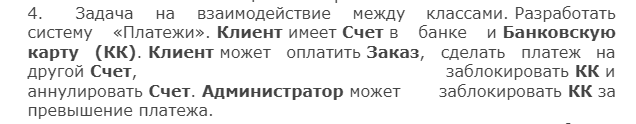 4. Задача на взаимодействие между классами. Разработать
систему «Платежи». Клиент имеет Счет в банке и Банковскую
карту (КК). Клиент может оплатить Заказ, сделать платеж на
другой Счет, заблокировать КК и
аннулировать Счет. Администратор может заблокировать КК за
превышение платежа.